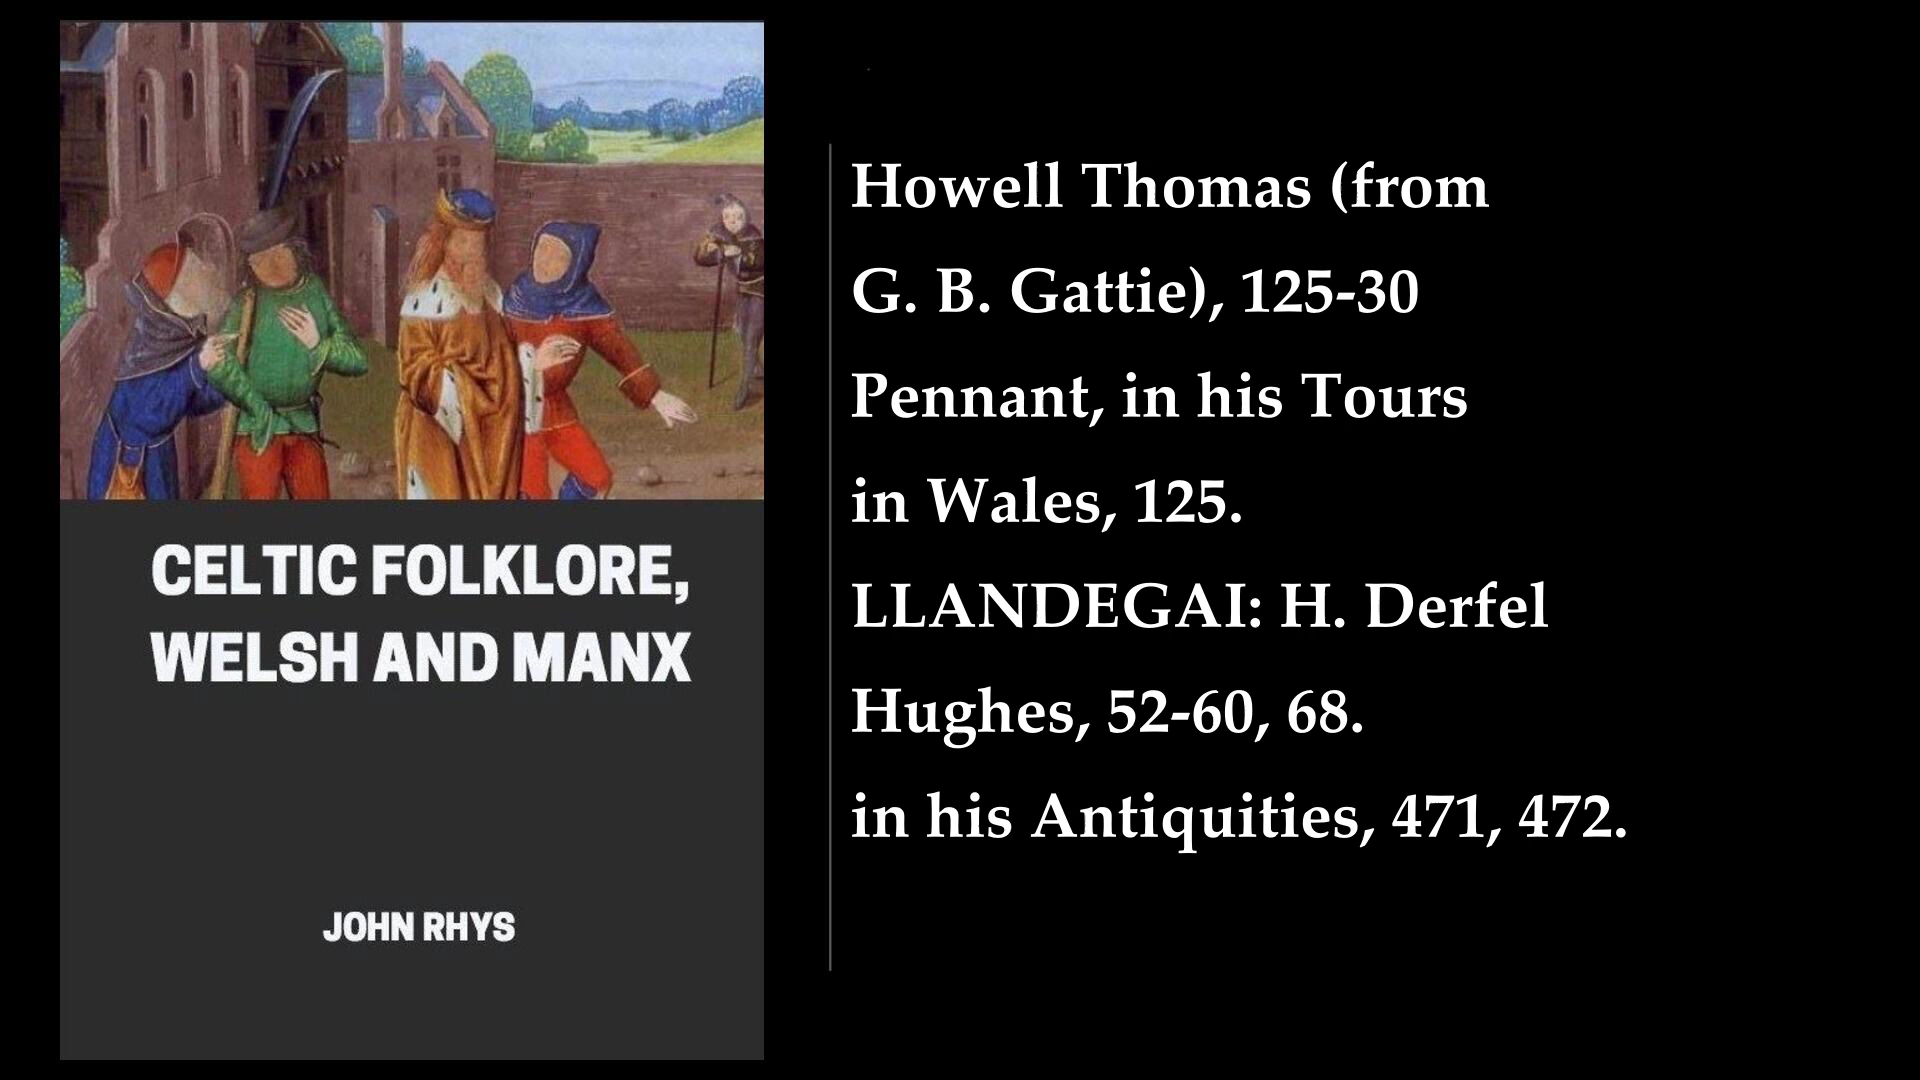 CELTIC FOLKLORE,
WELSH AND MANX
JOHN RHYS
Howell Thomas (from
G. B. Gattie), 125-30
Pennant, in his Tours
in Wales, 125.
LLANDEGAI: H. Derfel
Hughes, 52-60, 68.
in his Antiquities, 471, 472.